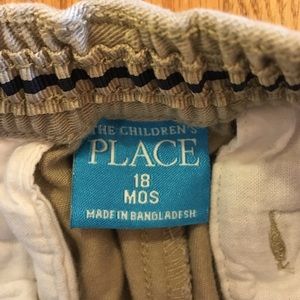 THE CHILDREN'S
PLACE
18
MOS
MADE IN BANGLADESH